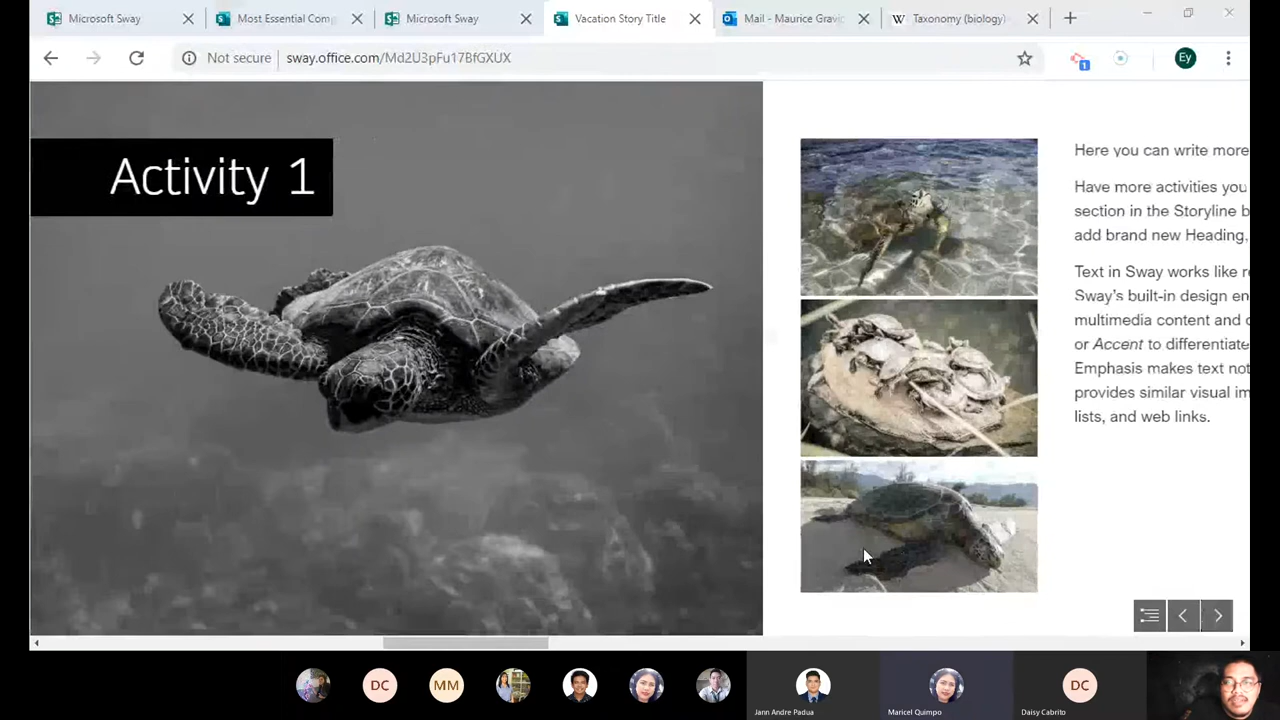 Microsoft Sway
Most Essential Com
Microsoft Sway
Vacation Story Title
Mail - Maurice Gravi
Taxonomy (biology)
Not secure
sway.office.com/Md2U3pFu17BfGXUX
Ey
1
Activity 1
Here you can write more
Have more activities you
section in the Storyline b
add brand new Heading,
Text in Sway works like r
Sway's built-in design en
multimedia content and
or Accent to differentiate
Emphasis makes text not
provides similar visual im
lists, and web links.
DC
MM
DC
Jann Andre Padua
Maricel Quimpo
Daisy Cabrito